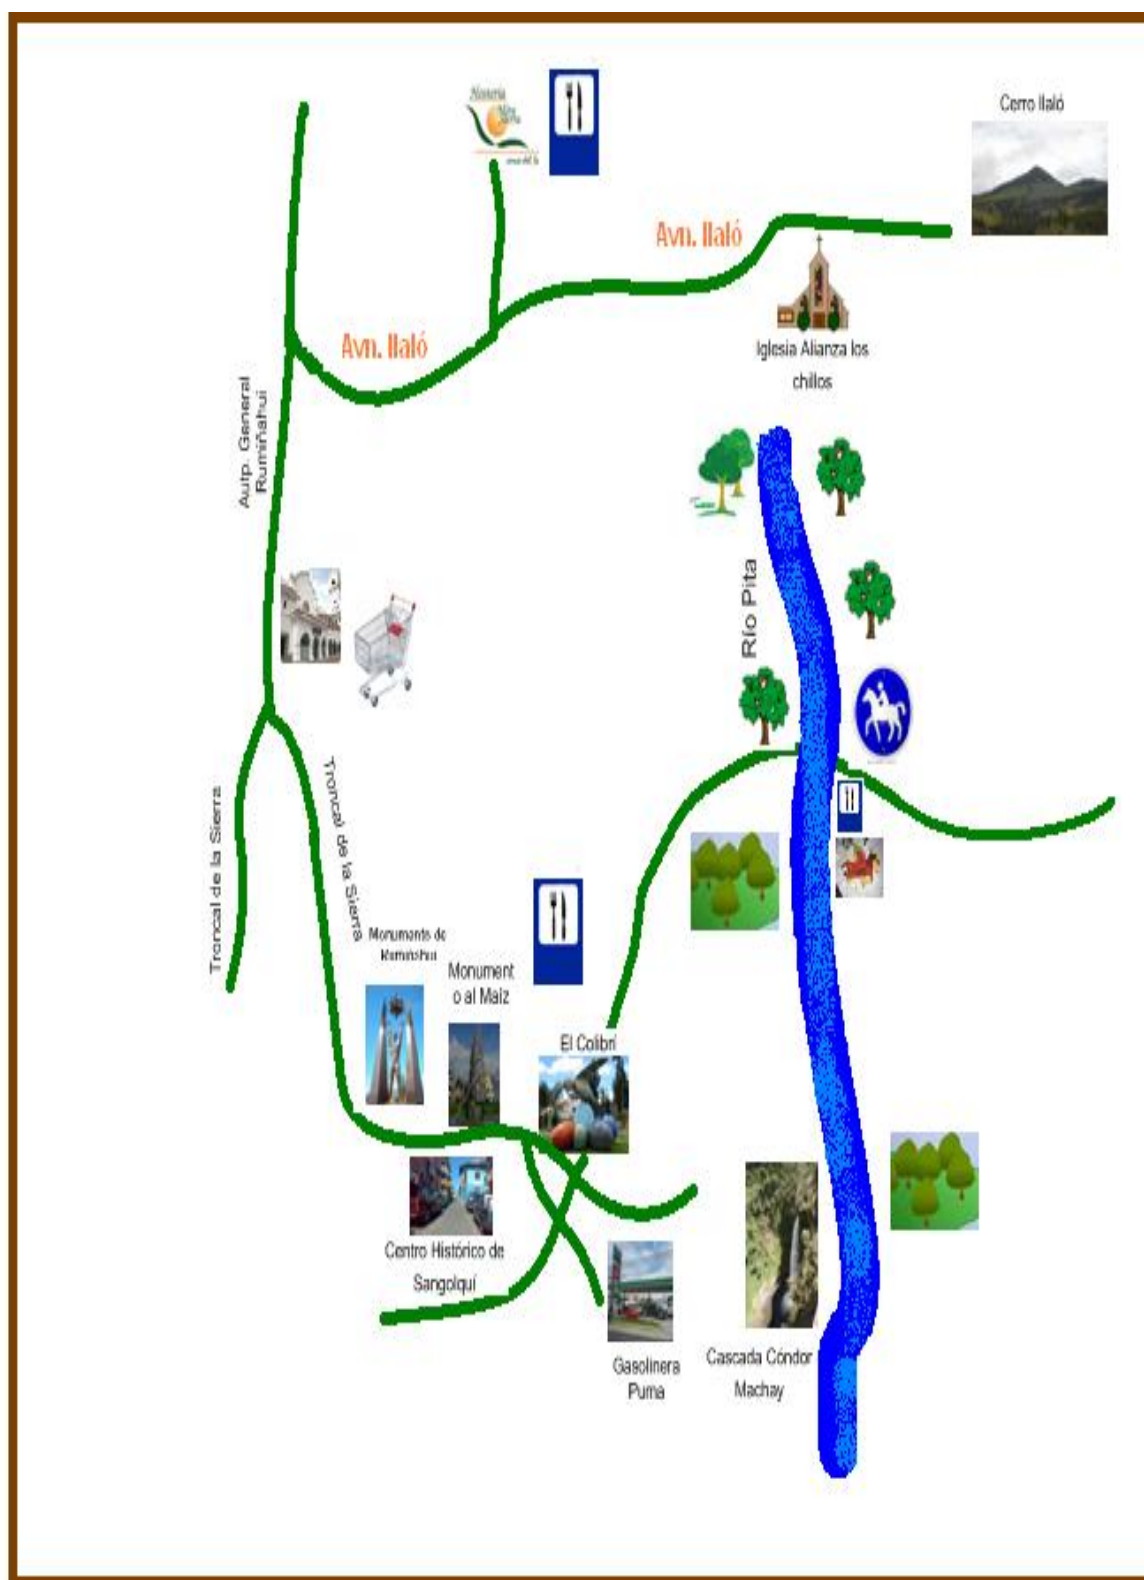 Hostería
Cerro Ilaló
Avn. Ilaló
Avn. Ilaló
Iglesia Alianza los
chillos
Autp. General
Rumiñahui
Río Pita
Troncal de la Sierra
Troncal de la Sierra
Monumento de
Rumiñahui
Monument
o al Maiz
El Colibrí
Centro Histórico de
Sangolquí
Gasolinera
Puma
Cascada Cóndor
Machay